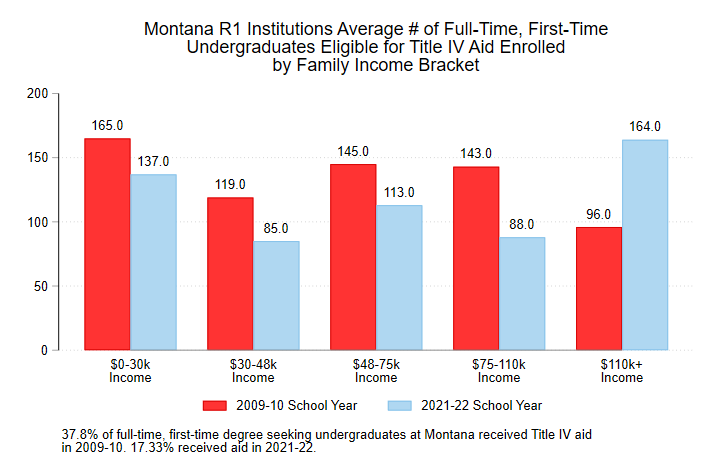 Montana R1 Institutions Average # of Full-Time, First-Time
Undergraduates Eligible for Title IV Aid Enrolled
by Family Income Bracket
200
150
100
50
0
165.0
137.0
119.0
85.0
145.0
113.0
143.0
88.0
96.0
164.0
$0-30k
Income
$30-48k
Income
$48-75k
Income
$75-110k
Income
$110k+
Income
2009-10 School Year
2021-22 School Year
37.8% of full-time, first-time degree seeking undergraduates at Montana received Title IV aid
in 2009-10. 17.33% received aid in 2021-22.